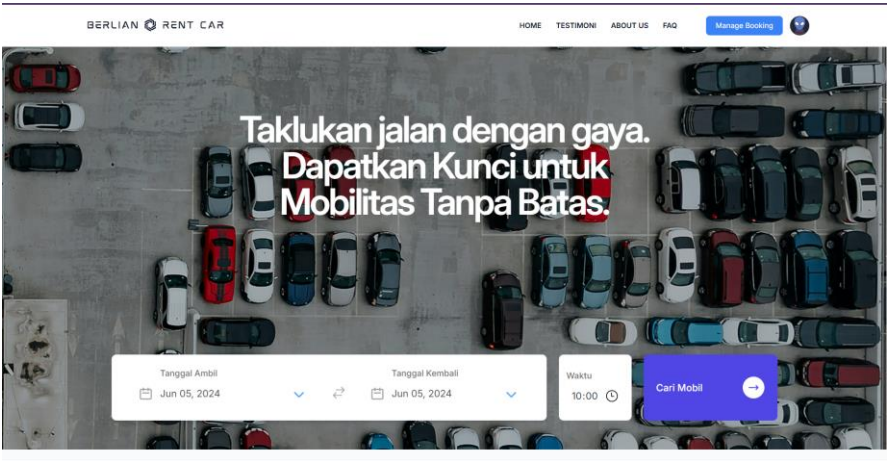 BERLIAN RENT CAR
HOME TESTIMONI ABOUT US FAQ Manage Booking
Taklukan jalan dengan gaya.
Dapatkan Kunci untuk
Mobilitas Tanpa Batas.
Tanggal Ambil
Jun 05, 2024
Tanggal Kembali
Jun 05, 2024
Waktu
10:00
Cari Mobil